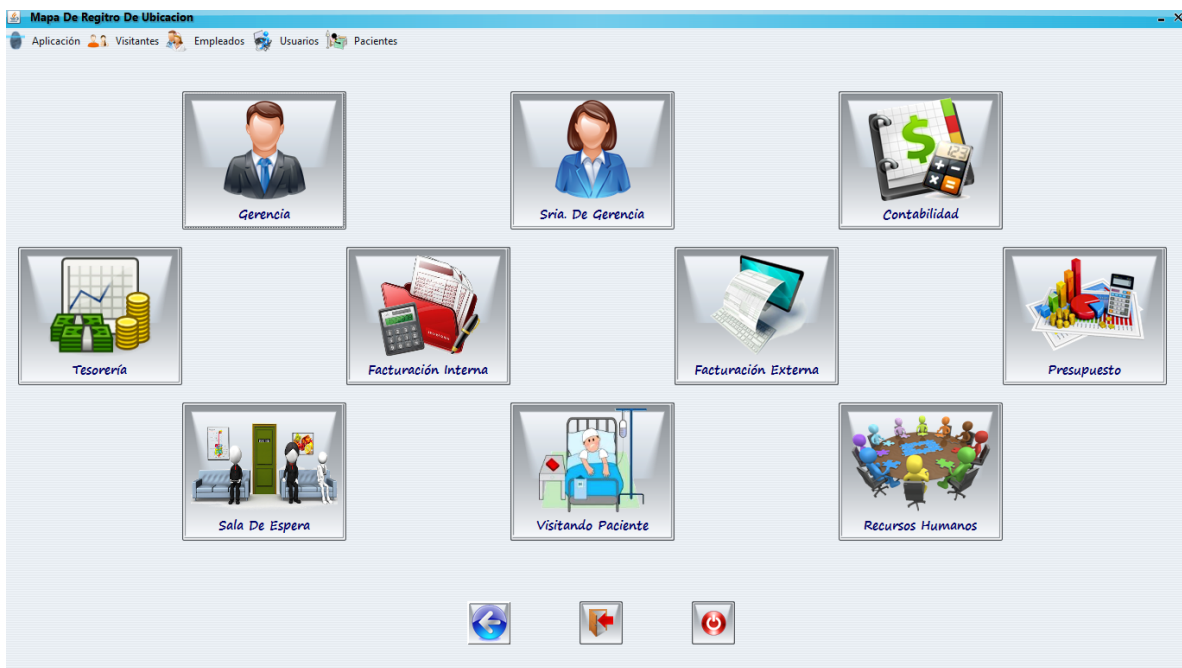 Mapa De Regitro De Ubicacion
Aplicación Visitantes Empleados Usuarios Pacientes
Gerencia
Sria. De Gerencia
Contabilidad
123
Tesorería
Facturación Interna
Facturación Externa
Presupuesto
Sala De Espera
Visitando Paciente
Recursos Humanos